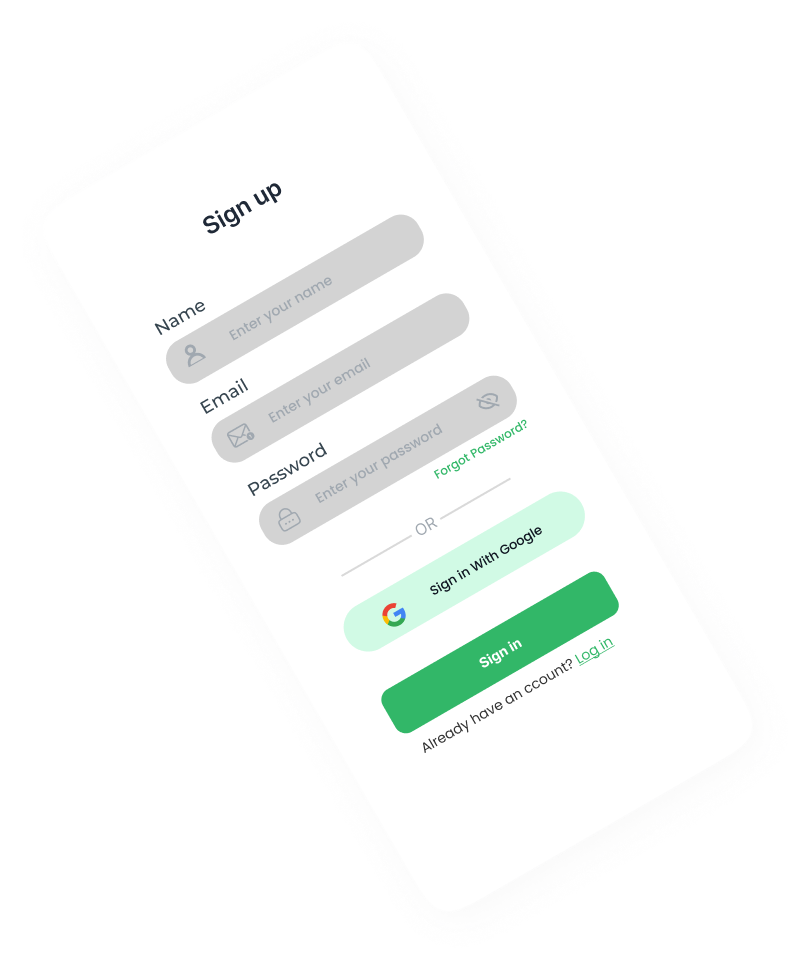 Sign up
Name
Enter your name
Email
Enter your email
Password
Enter your password
Forgot Password?
OR
Sign in With Google
Sign in
Already have an ccount? Log in